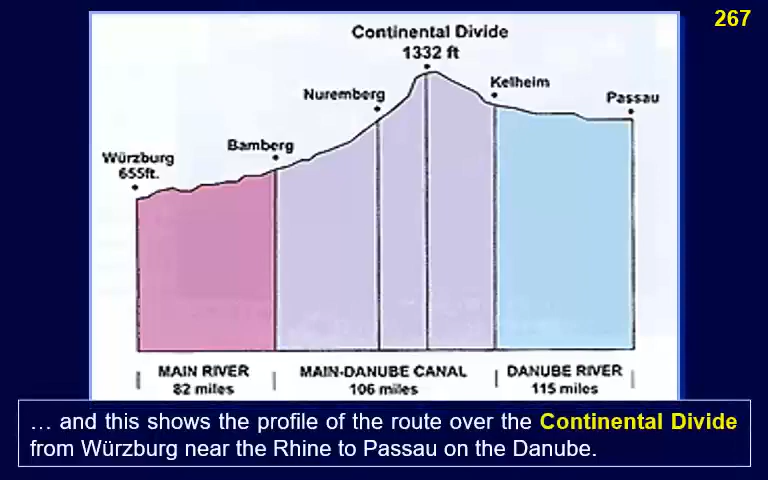 267
Continental Divide
1332 ft
Nuremberg
Kelheim
Passau
Bamberg
Würzburg
655ft.
MAIN RIVER
82 miles
MAIN-DANUBE CANAL
106 miles
DANUBE RIVER
115 miles
… and this shows the profile of the route over the Continental Divide
from Würzburg near the Rhine to Passau on the Danube.